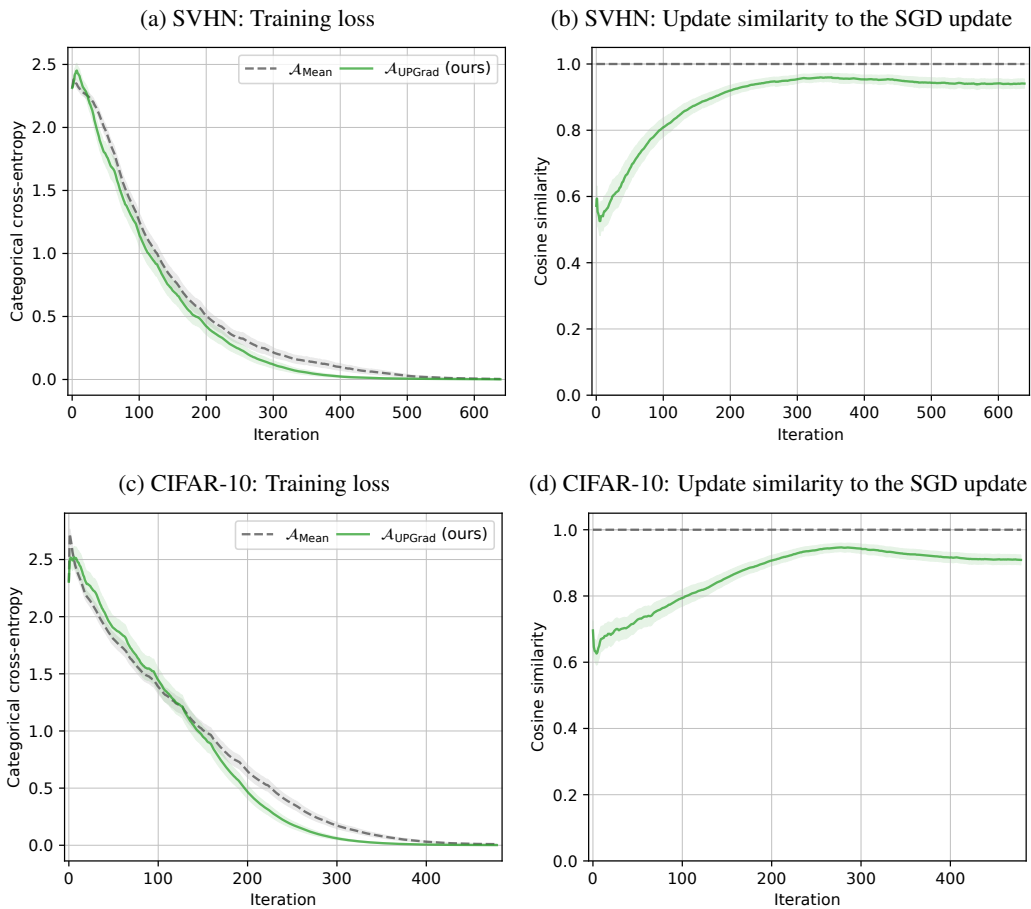 (a) SVHN: Training loss
2.5
2.0
1.5
1.0
0.5
0.0
Categorical cross-entropy
𝒜Mean
𝒜UPGrad (ours)
0 100 200 300 400 500 600
Iteration
(b) SVHN: Update similarity to the SGD update
1.0
0.8
0.6
0.4
0.2
0.0
Cosine similarity
0 100 200 300 400 500 600
Iteration
(c) CIFAR-10: Training loss
2.5
2.0
1.5
1.0
0.5
0.0
Categorical cross-entropy
𝒜Mean
𝒜UPGrad (ours)
0 100 200 300 400
Iteration
(d) CIFAR-10: Update similarity to the SGD update
1.0
0.8
0.6
0.4
0.2
0.0
Cosine similarity
0 100 200 300 400
Iteration